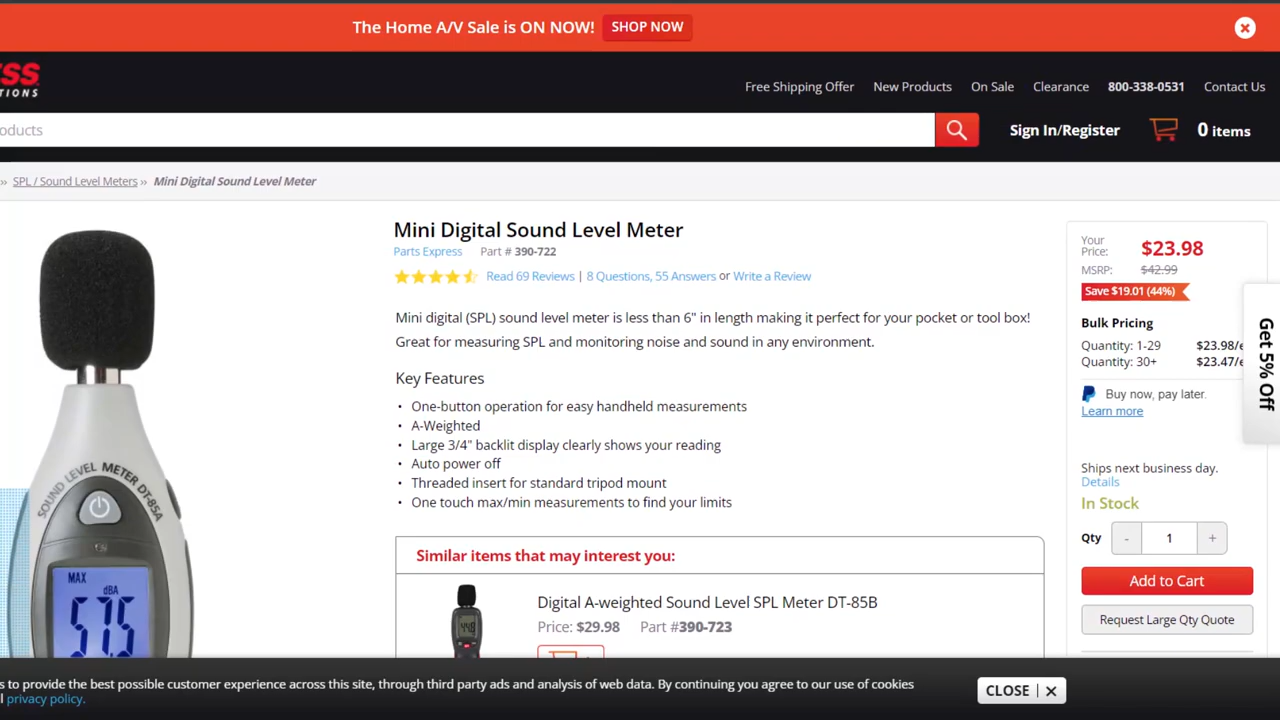 The Home A/V Sale is ON NOW! SHOP NOW
Free Shipping Offer New Products On Sale Clearance 800-338-0531 Contact Us
Sign In/Register 0 items
» SPL / Sound Level Meters » Mini Digital Sound Level Meter
Mini Digital Sound Level Meter
Parts Express Part # 390-722
Read 69 Reviews | 8 Questions, 55 Answers or Write a Review
Mini digital (SPL) sound level meter is less than 6" in length making it perfect for your pocket or tool box!
Great for measuring SPL and monitoring noise and sound in any environment.
Key Features
• One-button operation for easy handheld measurements
• A-Weighted
• Large 3/4" backlit display clearly shows your reading
• Auto power off
• Threaded insert for standard tripod mount
• One touch max/min measurements to find your limits
Similar items that may interest you:
Digital A-weighted Sound Level SPL Meter DT-85B
Price: $29.98 Part #390-723
SOUND LEVEL METER DT-85A
MAX
dBA
57.5
Your
Price: $23.98
MSRP: $42.99
Save $19.01 (44%)
Bulk Pricing
Quantity: 1-29 $23.98/e
Quantity: 30+ $23.47/e
Buy now, pay later.
Learn more
Ships next business day.
Details
In Stock
Qty - 1 +
Add to Cart
Request Large Qty Quote
Get 5% Off
s to provide the best possible customer experience across this site, through third party ads and analysis of web data. By continuing you agree to our use of cookies
privacy policy.
CLOSE | ✕